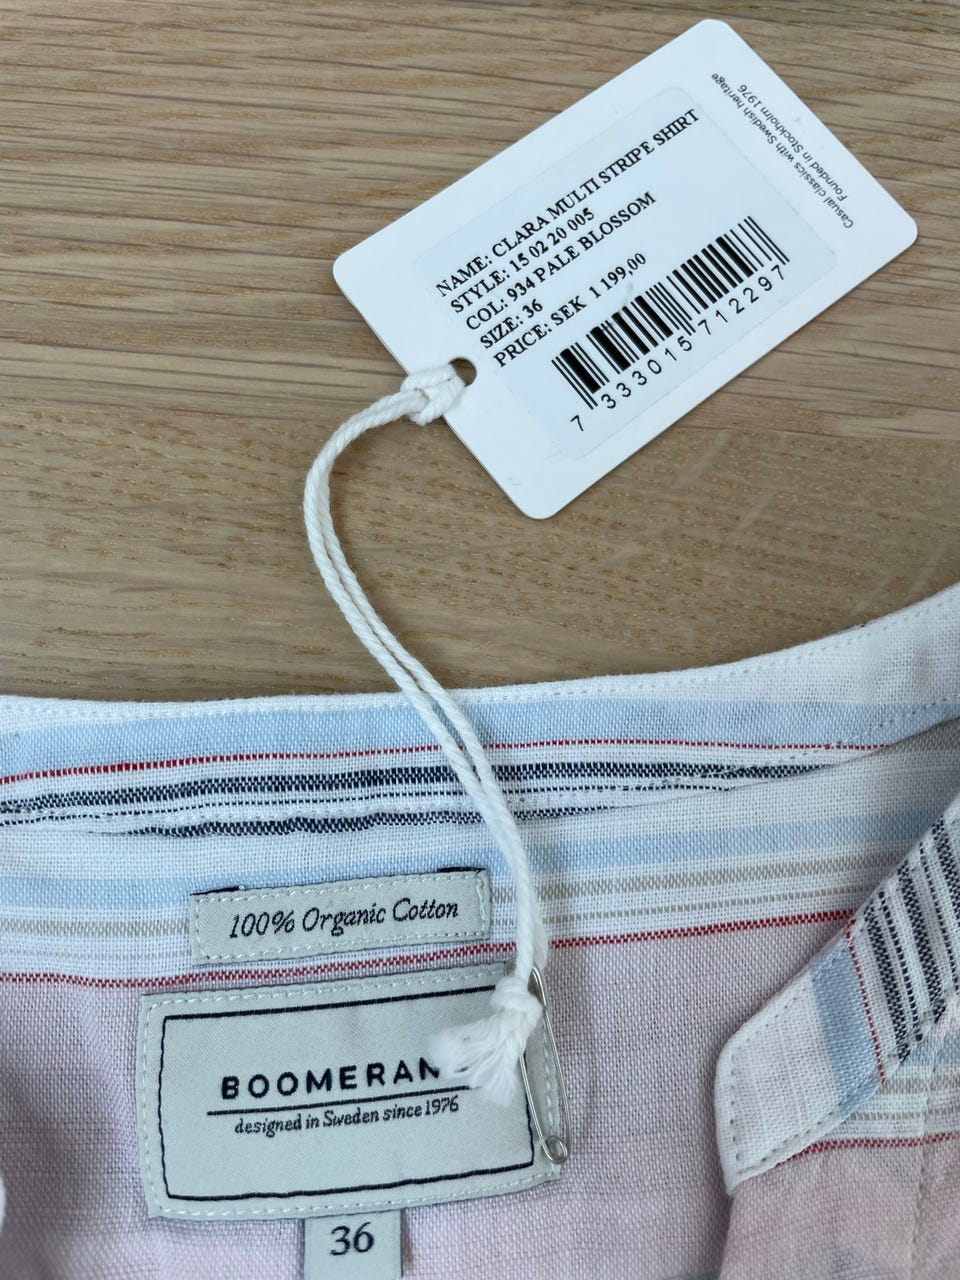 NAME: CLARA MULTI STRIPE SHIRT
STYLE: 15 02 20 005
COL: 934 PALE BLOSSOM
SIZE: 36
PRICE: SEK 1 199,00
7 333015 712297
Casual classics with Swedish heritage
Founded in Stockholm 1976
100% Organic Cotton
BOOMERAN
designed in Sweden since 1976
36